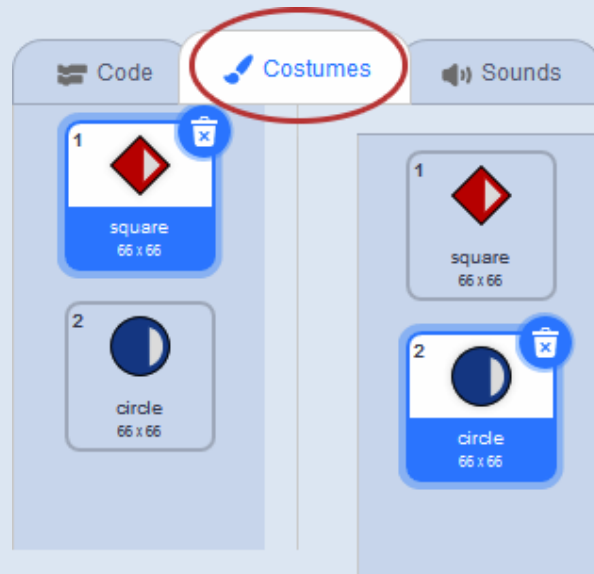 Code
Costumes
Sounds
1
square
66 x 66
2
circle
66 x 66
1
square
66 x 66
2
circle
66 x 66